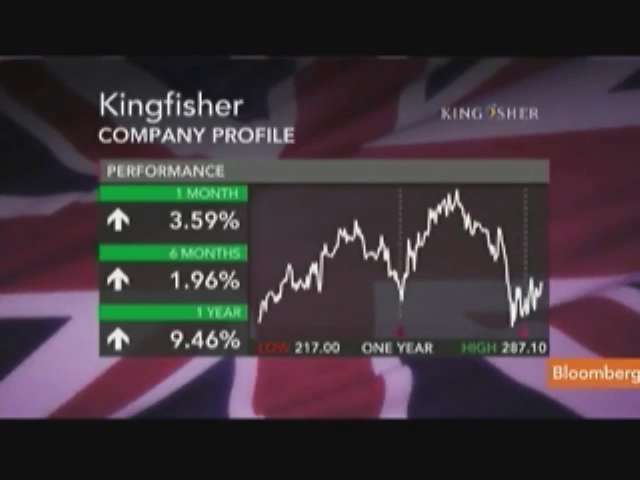 Kingfisher
KINGFISHER
COMPANY PROFILE
PERFORMANCE
1 MONTH
3.59%
6 MONTHS
1.96%
1 YEAR
9.46%
LOW 217.00 ONE YEAR HIGH 287.10
Bloomberg